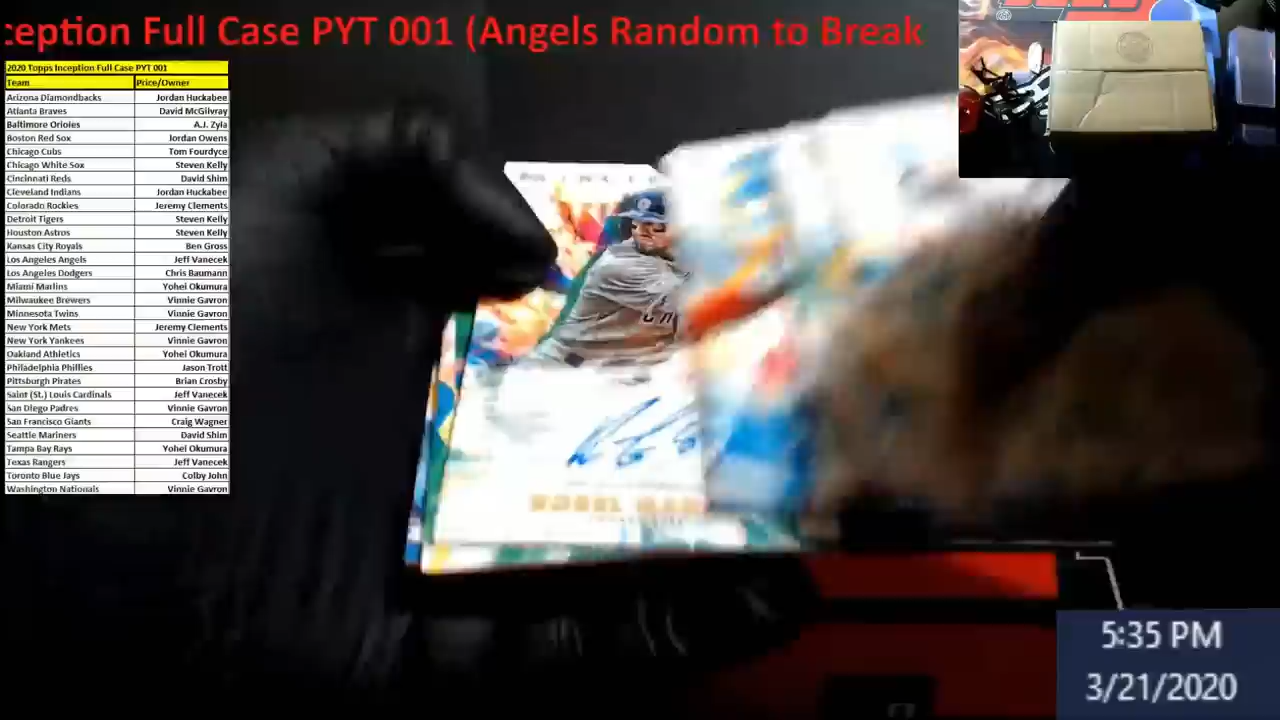 ception Full Case PYT 001 (Angels Random to Break
2020 Topps Inception Full Case PYT 001
Team Price/Owner
Arizona Diamondbacks Jordan Huckabee
Atlanta Braves David McGilvray
Baltimore Orioles A.J. Zyla
Boston Red Sox Jordan Owens
Chicago Cubs Tom Fourdyce
Chicago White Sox Steven Kelly
Cincinnati Reds David Shim
Cleveland Indians Jordan Huckabee
Colorado Rockies Jeremy Clements
Detroit Tigers Steven Kelly
Houston Astros Steven Kelly
Kansas City Royals Ben Gross
Los Angeles Angels Jeff Vanecek
Los Angeles Dodgers Chris Baumann
Miami Marlins Yohei Okumura
Milwaukee Brewers Vinnie Gavron
Minnesota Twins Vinnie Gavron
New York Mets Jeremy Clements
New York Yankees Vinnie Gavron
Oakland Athletics Yohei Okumura
Philadelphia Phillies Jason Trott
Pittsburgh Pirates Brian Crosby
Saint (St.) Louis Cardinals Jeff Vanecek
San Diego Padres Vinnie Gavron
San Francisco Giants Craig Wagner
Seattle Mariners David Shim
Tampa Bay Rays Yohei Okumura
Texas Rangers Jeff Vanecek
Toronto Blue Jays Colby John
Washington Nationals Vinnie Gavron
5:35 PM
3/21/2020